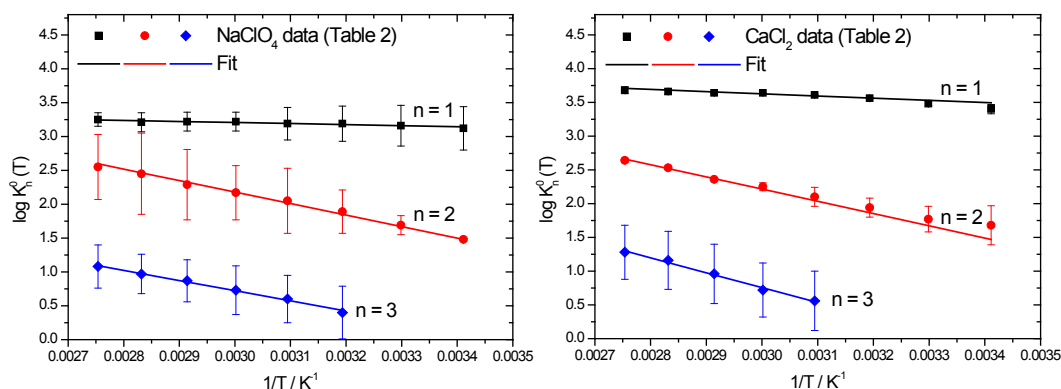 NaClO4 data (Table 2)
Fit
n = 1
n = 2
n = 3
4.5
4.0
3.5
3.0
2.5
2.0
1.5
1.0
0.5
0.0
log K⁰n (T)
0.0027 0.0028 0.0029 0.0030 0.0031 0.0032 0.0033 0.0034 0.0035
1/T / K⁻¹
CaCl2 data (Table 2)
Fit
n = 1
n = 2
n = 3
4.5
4.0
3.5
3.0
2.5
2.0
1.5
1.0
0.5
0.0
log K⁰n (T)
0.0027 0.0028 0.0029 0.0030 0.0031 0.0032 0.0033 0.0034 0.0035
1/T / K⁻¹